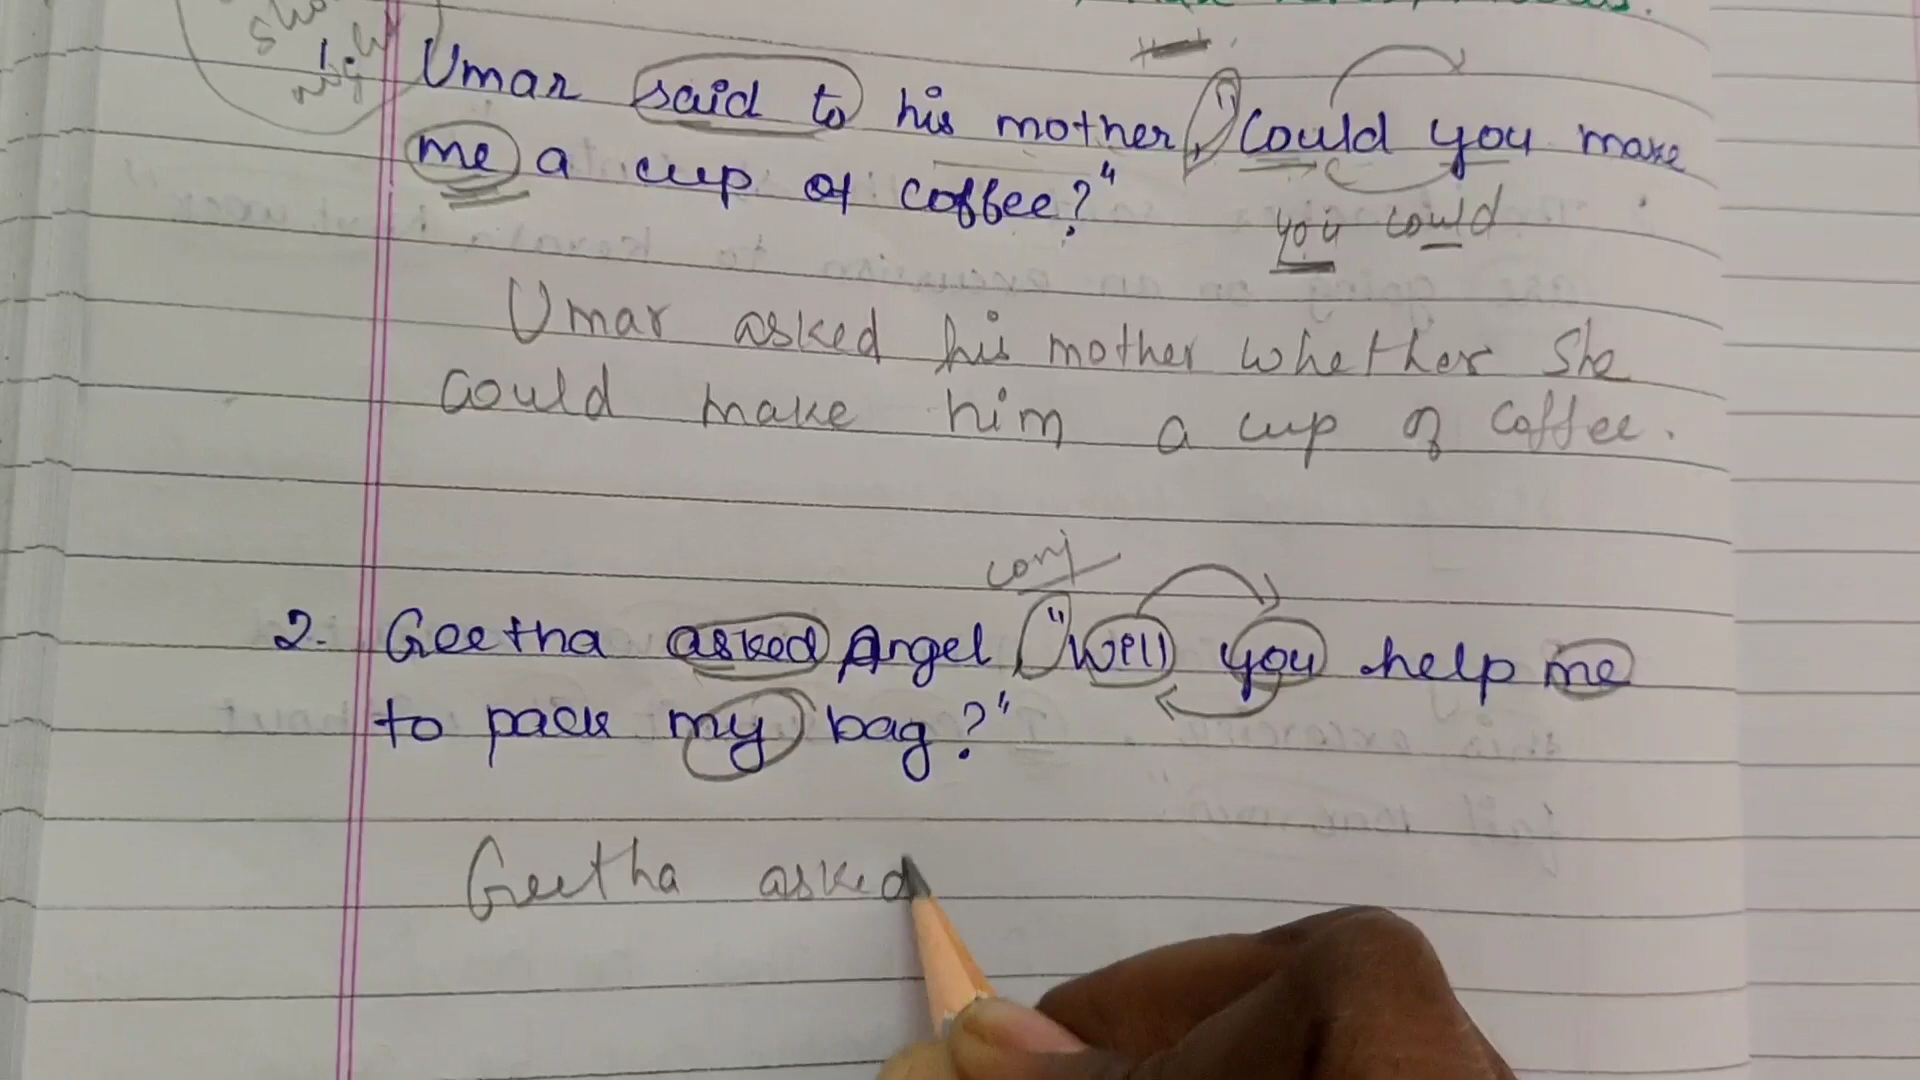 1. Umar said to his mother, "Could you make
me a cup of coffee?"
you could
Umar asked his mother whether She
could make him a cup of coffee.
conj
2. Geetha asked Angel, "Will you help me
to pack my bag?"
Geetha asked